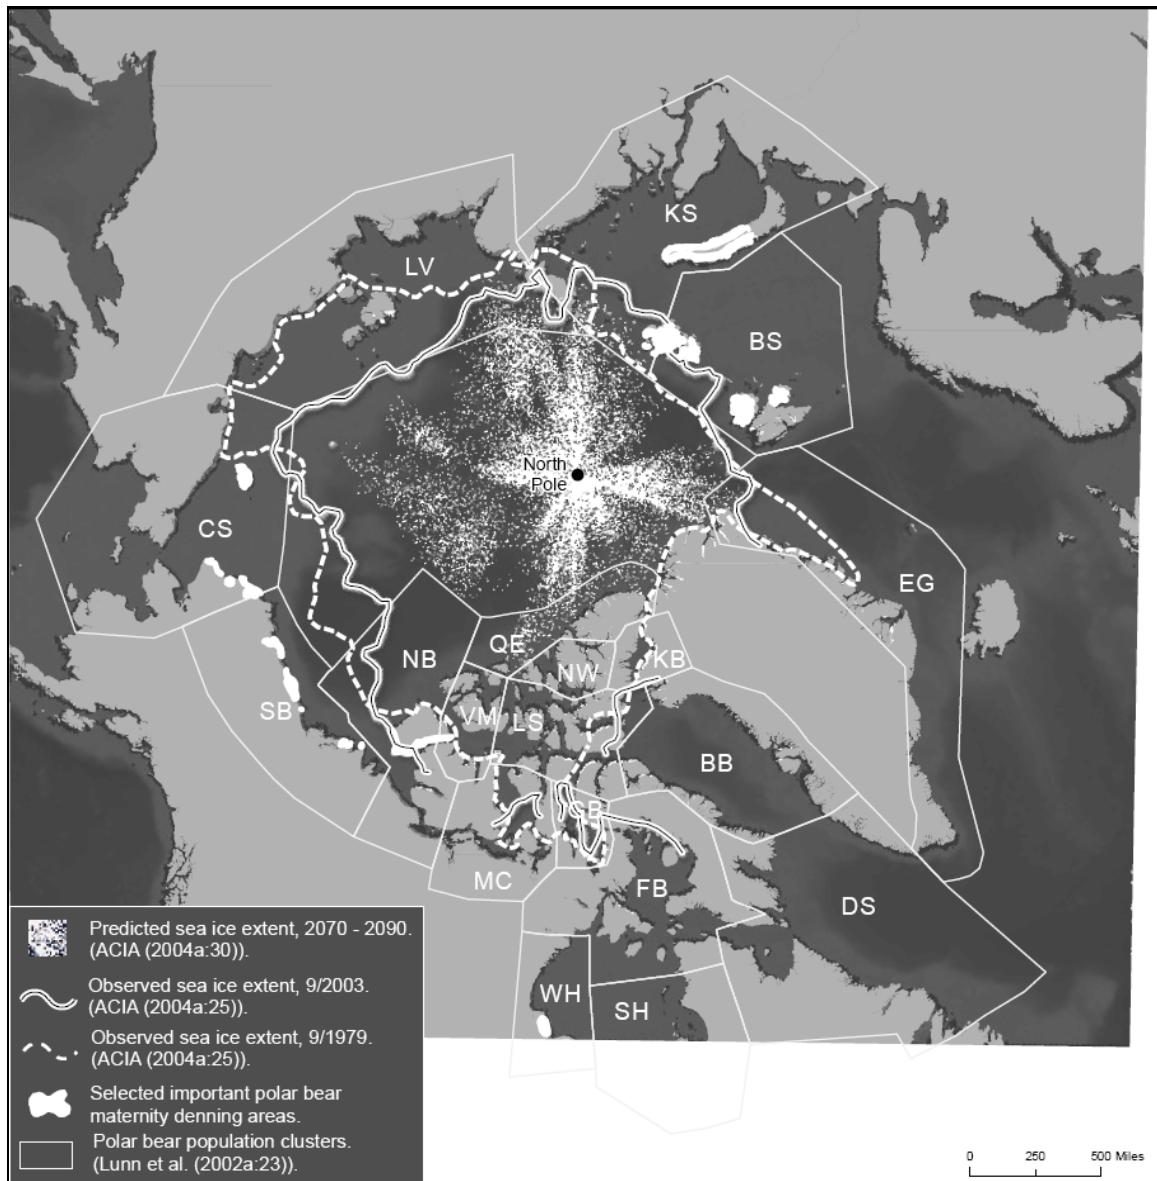 KS
LV
BS
North
Pole
CS
EG
QE
NB
NW
KB
SB
VM
LS
BB
GB
MC
FB
DS
WH
SH
Predicted sea ice extent, 2070 - 2090.
(ACIA (2004a:30)).
Observed sea ice extent, 9/2003.
(ACIA (2004a:25)).
Observed sea ice extent, 9/1979.
(ACIA (2004a:25)).
Selected important polar bear
maternity denning areas.
Polar bear population clusters.
(Lunn et al. (2002a:23)).
0 250 500 Miles